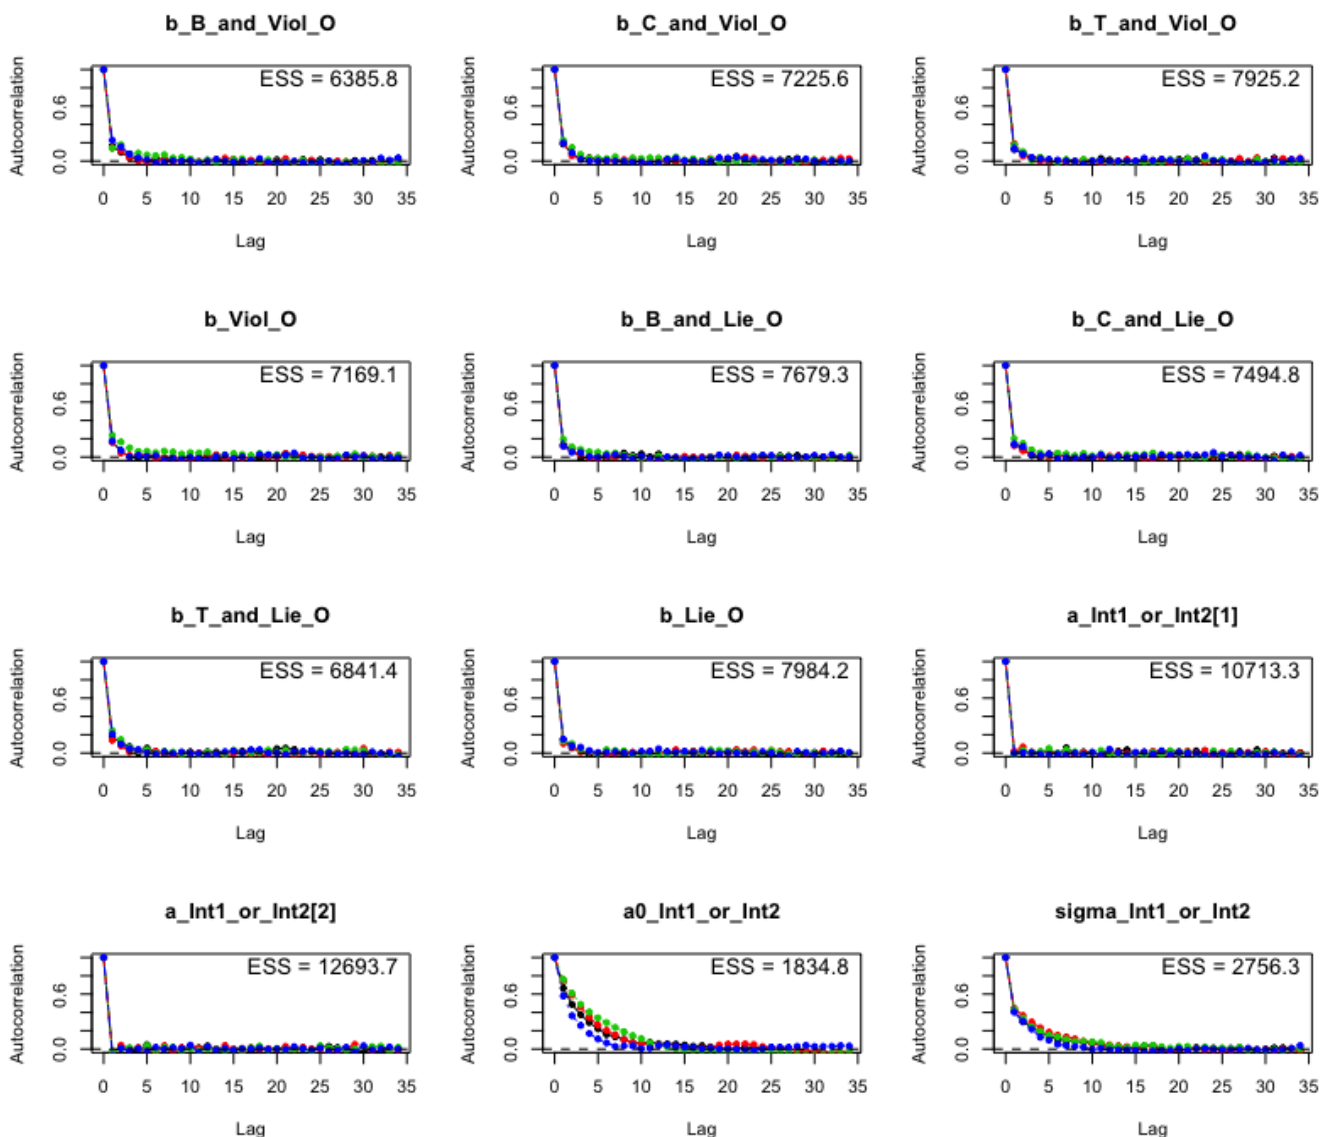 b_B_and_Viol_O b_C_and_Viol_O b_T_and_Viol_O
Autocorrelation 0.0 0.6 ESS = 6385.8 Autocorrelation 0.0 0.6 ESS = 7225.6 Autocorrelation 0.0 0.6 ESS = 7925.2
0 5 10 15 20 25 30 35 0 5 10 15 20 25 30 35 0 5 10 15 20 25 30 35
Lag Lag Lag
b_Viol_O b_B_and_Lie_O b_C_and_Lie_O
Autocorrelation 0.0 0.6 ESS = 7169.1 Autocorrelation 0.0 0.6 ESS = 7679.3 Autocorrelation 0.0 0.6 ESS = 7494.8
0 5 10 15 20 25 30 35 0 5 10 15 20 25 30 35 0 5 10 15 20 25 30 35
Lag Lag Lag
b_T_and_Lie_O b_Lie_O a_Int1_or_Int2[1]
Autocorrelation 0.0 0.6 ESS = 6841.4 Autocorrelation 0.0 0.6 ESS = 7984.2 Autocorrelation 0.0 0.6 ESS = 10713.3
0 5 10 15 20 25 30 35 0 5 10 15 20 25 30 35 0 5 10 15 20 25 30 35
Lag Lag Lag
a_Int1_or_Int2[2] a0_Int1_or_Int2 sigma_Int1_or_Int2
Autocorrelation 0.0 0.6 ESS = 12693.7 Autocorrelation 0.0 0.6 ESS = 1834.8 Autocorrelation 0.0 0.6 ESS = 2756.3
0 5 10 15 20 25 30 35 0 5 10 15 20 25 30 35 0 5 10 15 20 25 30 35
Lag Lag Lag